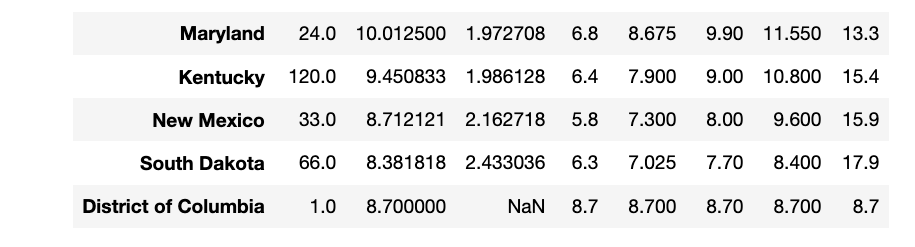 Maryland 24.0 10.012500 1.972708 6.8 8.675 9.90 11.550 13.3
Kentucky 120.0 9.450833 1.986128 6.4 7.900 9.00 10.800 15.4
New Mexico 33.0 8.712121 2.162718 5.8 7.300 8.00 9.600 15.9
South Dakota 66.0 8.381818 2.433036 6.3 7.025 7.70 8.400 17.9
District of Columbia 1.0 8.700000 NaN 8.7 8.700 8.70 8.700 8.7